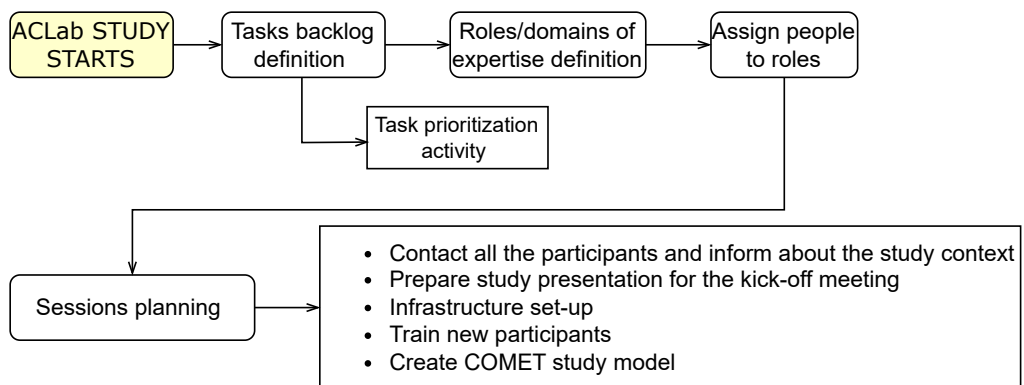 ACLab STUDY
STARTS
Tasks backlog
definition
Roles/domains of
expertise definition
Assign people
to roles
Task prioritization
activity
Sessions planning
• Contact all the participants and inform about the study context
• Prepare study presentation for the kick-off meeting
• Infrastructure set-up
• Train new participants
• Create COMET study model